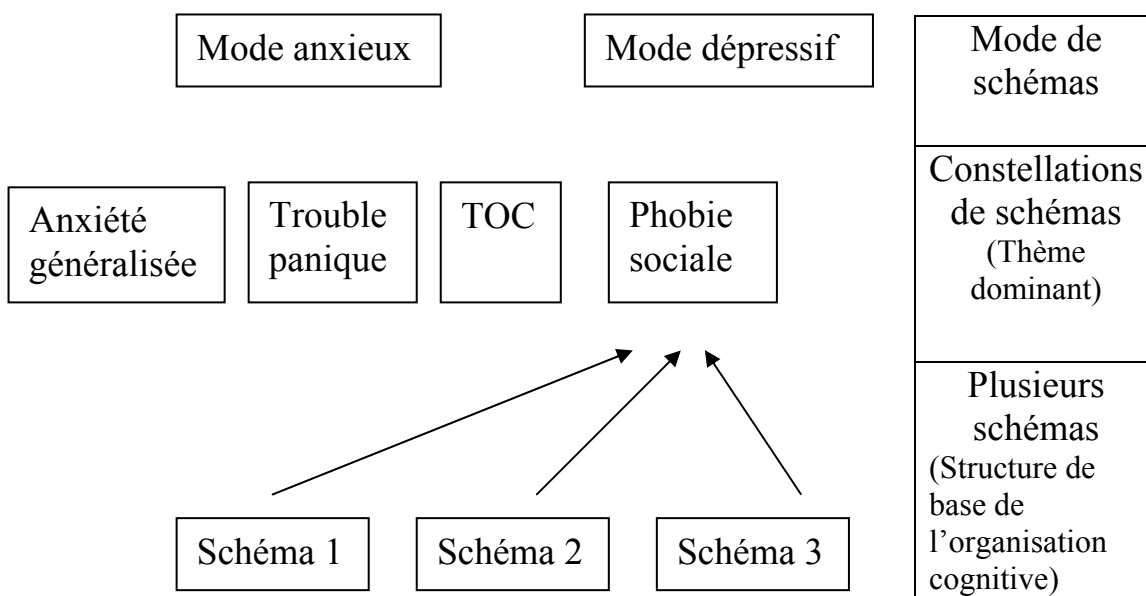 Mode anxieux
Mode dépressif
Mode de
schémas
Anxiété
généralisée
Trouble
panique
TOC
Phobie
sociale
Constellations
de schémas
(Thème
dominant)
Schéma 1
Schéma 2
Schéma 3
Plusieurs
schémas
(Structure de
base de
l’organisation
cognitive)